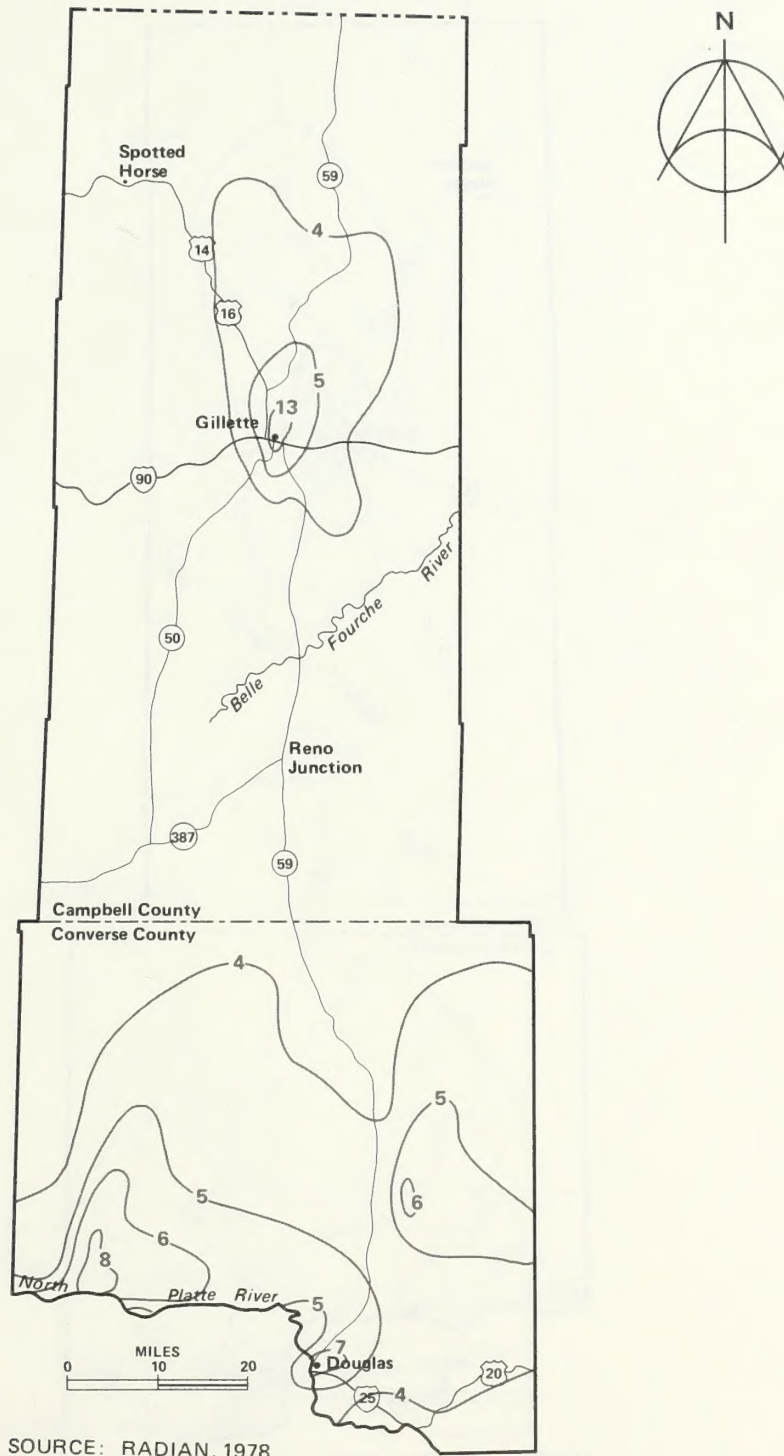 N
Spotted
Horse
59
4
14
16
5
13
Gillette
90
Belle Fourche River
50
Reno
Junction
387
59
Campbell County
Converse County
4
5
5
6
6
8
North Platte River
5
7
Douglas
MILES
0 10 20
20
25
4
SOURCE: RADIAN, 1978